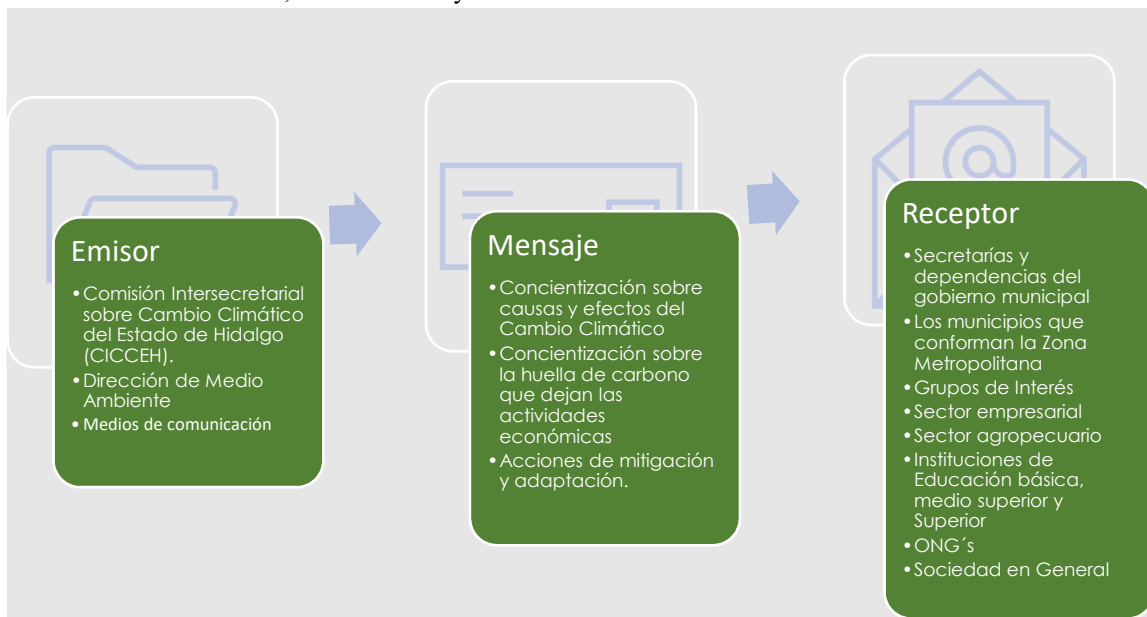 Emisor
•Comisión Intersecretarial
sobre Cambio Climático
del Estado de Hidalgo
(CICCEH).
•Dirección de Medio
Ambiente
•Medios de comunicación
Mensaje
•Concientización sobre
causas y efectos del
Cambio Climático
•Concientización sobre
la huella de carbono
que dejan las
actividades
económicas
•Acciones de mitigación
y adaptación.
Receptor
•Secretarías y
dependencias del
gobierno municipal
•Los municipios que
conforman la Zona
Metropolitana
•Grupos de Interés
•Sector empresarial
•Sector agropecuario
•Instituciones de
Educación básica,
medio superior y
Superior
•ONG´s
•Sociedad en General